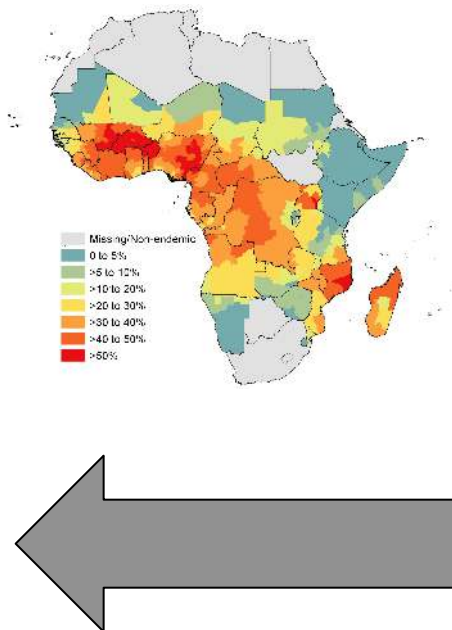 Missing/Non-endemic
0 to 5%
>5 to 10%
>10 to 20%
>20 to 30%
>30 to 40%
>40 to 50%
>50%